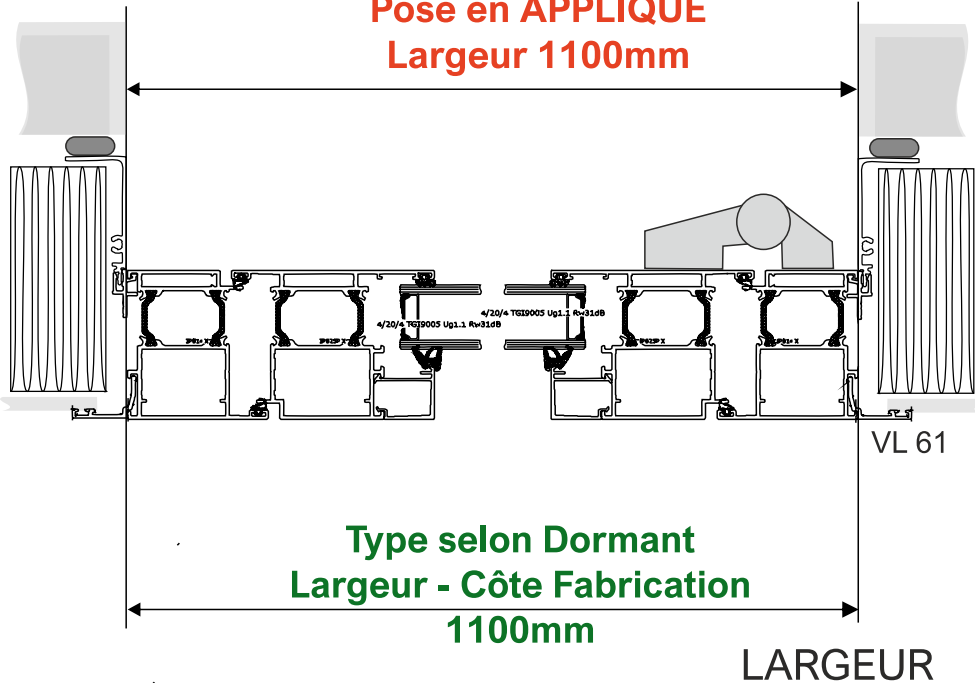 Pose en APPLIQUE
Largeur 1100mm
4/20/4 TGI9005 Ug1.1 Rw31dB
4/20/4 TGI9005 Ug1.1 Rw31dB
VL 61
Type selon Dormant
Largeur - Côte Fabrication
1100mm
LARGEUR